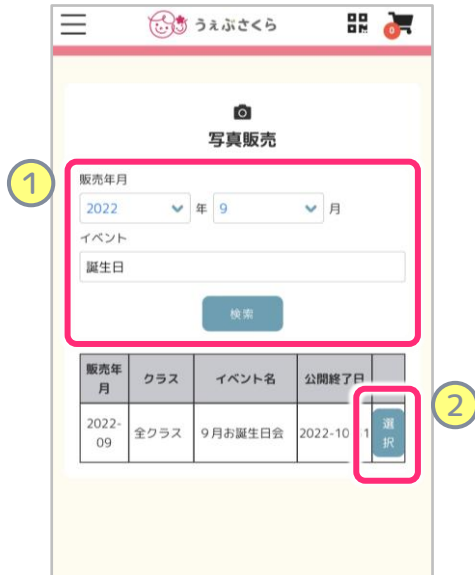 うぇぶさくら
0
写真販売
1
販売年月
2022 年 9 月
イベント
誕生日
検索
販売年月 クラス イベント名 公開終了日
2
2022-09 全クラス 9月お誕生日会 2022-10 選択